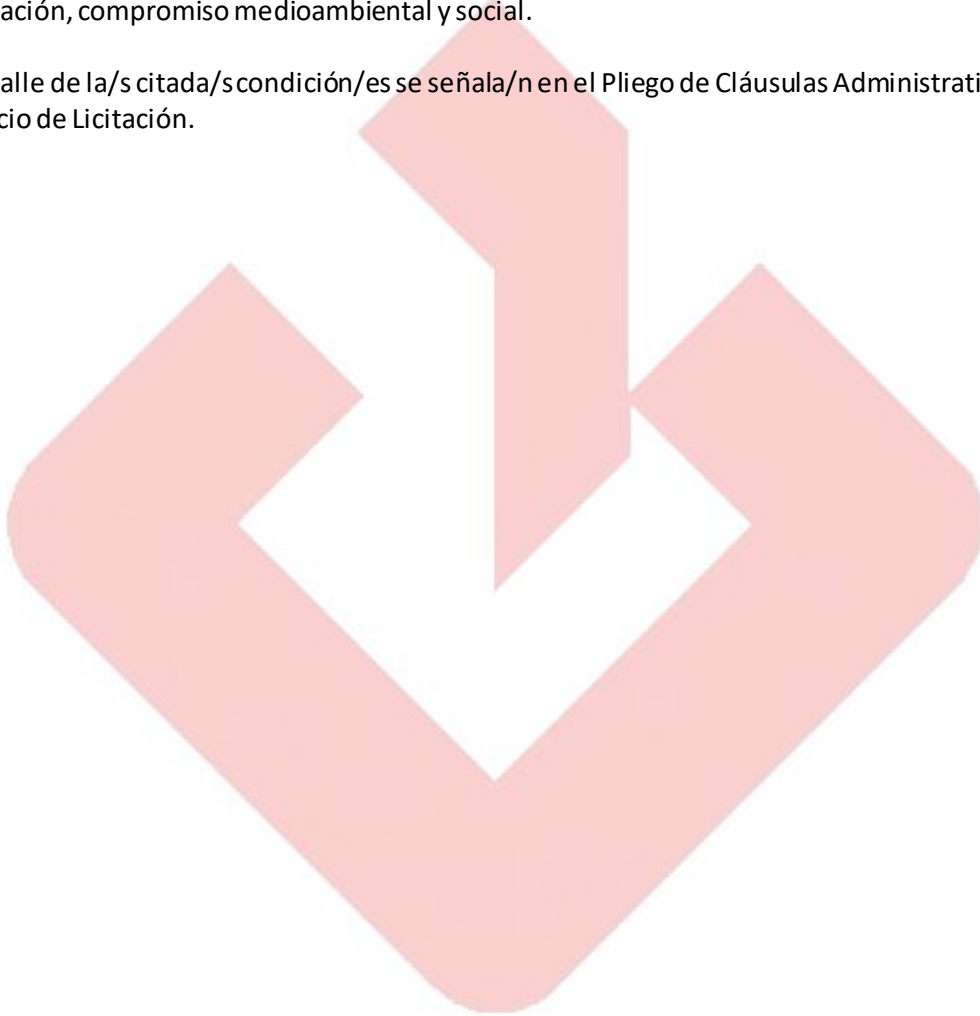 ación, compromiso medioambiental y social.
alle de la/s citada/s condición/es se señala/n en el Pliego de Cláusulas Administrati
cio de Licitación.